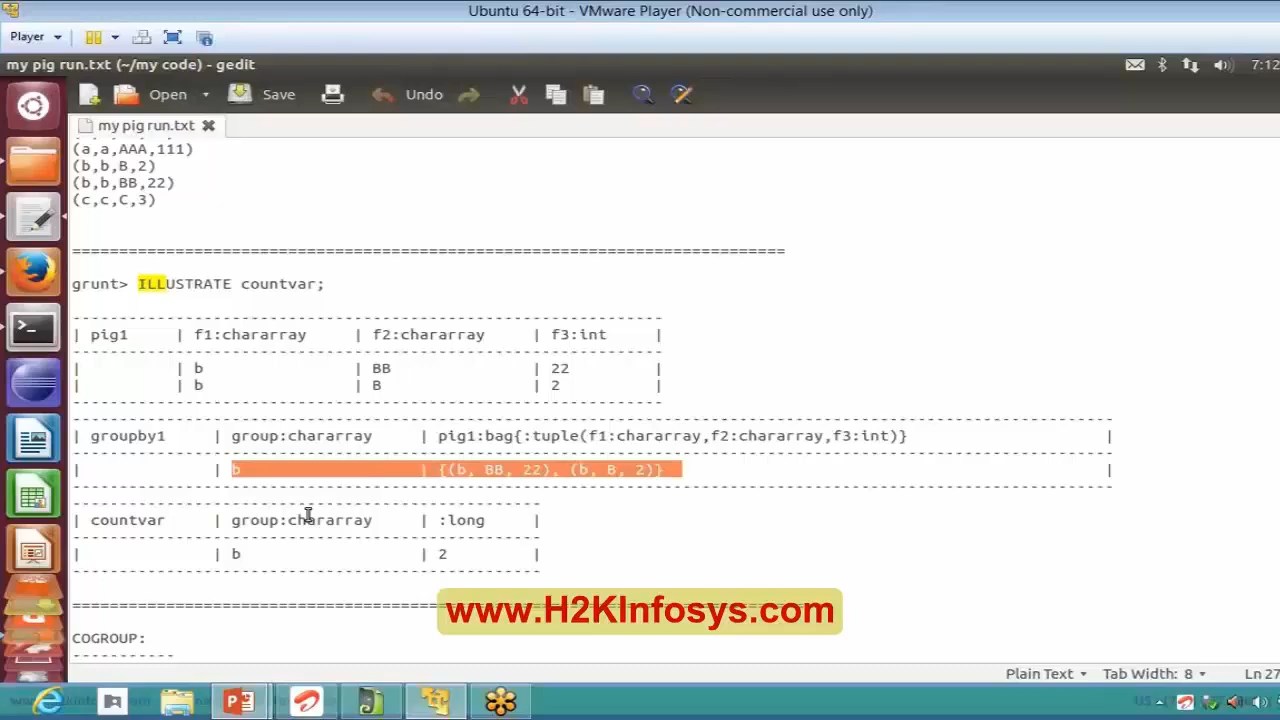 Ubuntu 64-bit - VMware Player (Non-commercial use only)
Player
my pig run.txt (~/my code) - gedit
7:12
Open
Save
Undo
my pig run.txt
(a,a,AAA,111)
(b,b,B,2)
(b,b,BB,22)
(c,c,C,3)
=============================================================================
grunt> ILLUSTRATE countvar;
---------------------------------------------------------------
| pig1 | f1:chararray | f2:chararray | f3:int |
---------------------------------------------------------------
| | b | BB | 22 |
| | b | B | 2 |
---------------------------------------------------------------
----------------------------------------------------------------------------------------------------------------
| groupby1 | group:chararray | pig1:bag{:tuple(f1:chararray,f2:chararray,f3:int)} |
----------------------------------------------------------------------------------------------------------------
| | b | {(b, BB, 22), (b, B, 2)} |
----------------------------------------------------------------------------------------------------------------
--------------------------------------------------
| countvar | group:chararray | :long |
--------------------------------------------------
| | b | 2 |
--------------------------------------------------
www.H2KInfosys.com
COGROUP:
-----------
Plain Text
Tab Width: 8
Ln 27